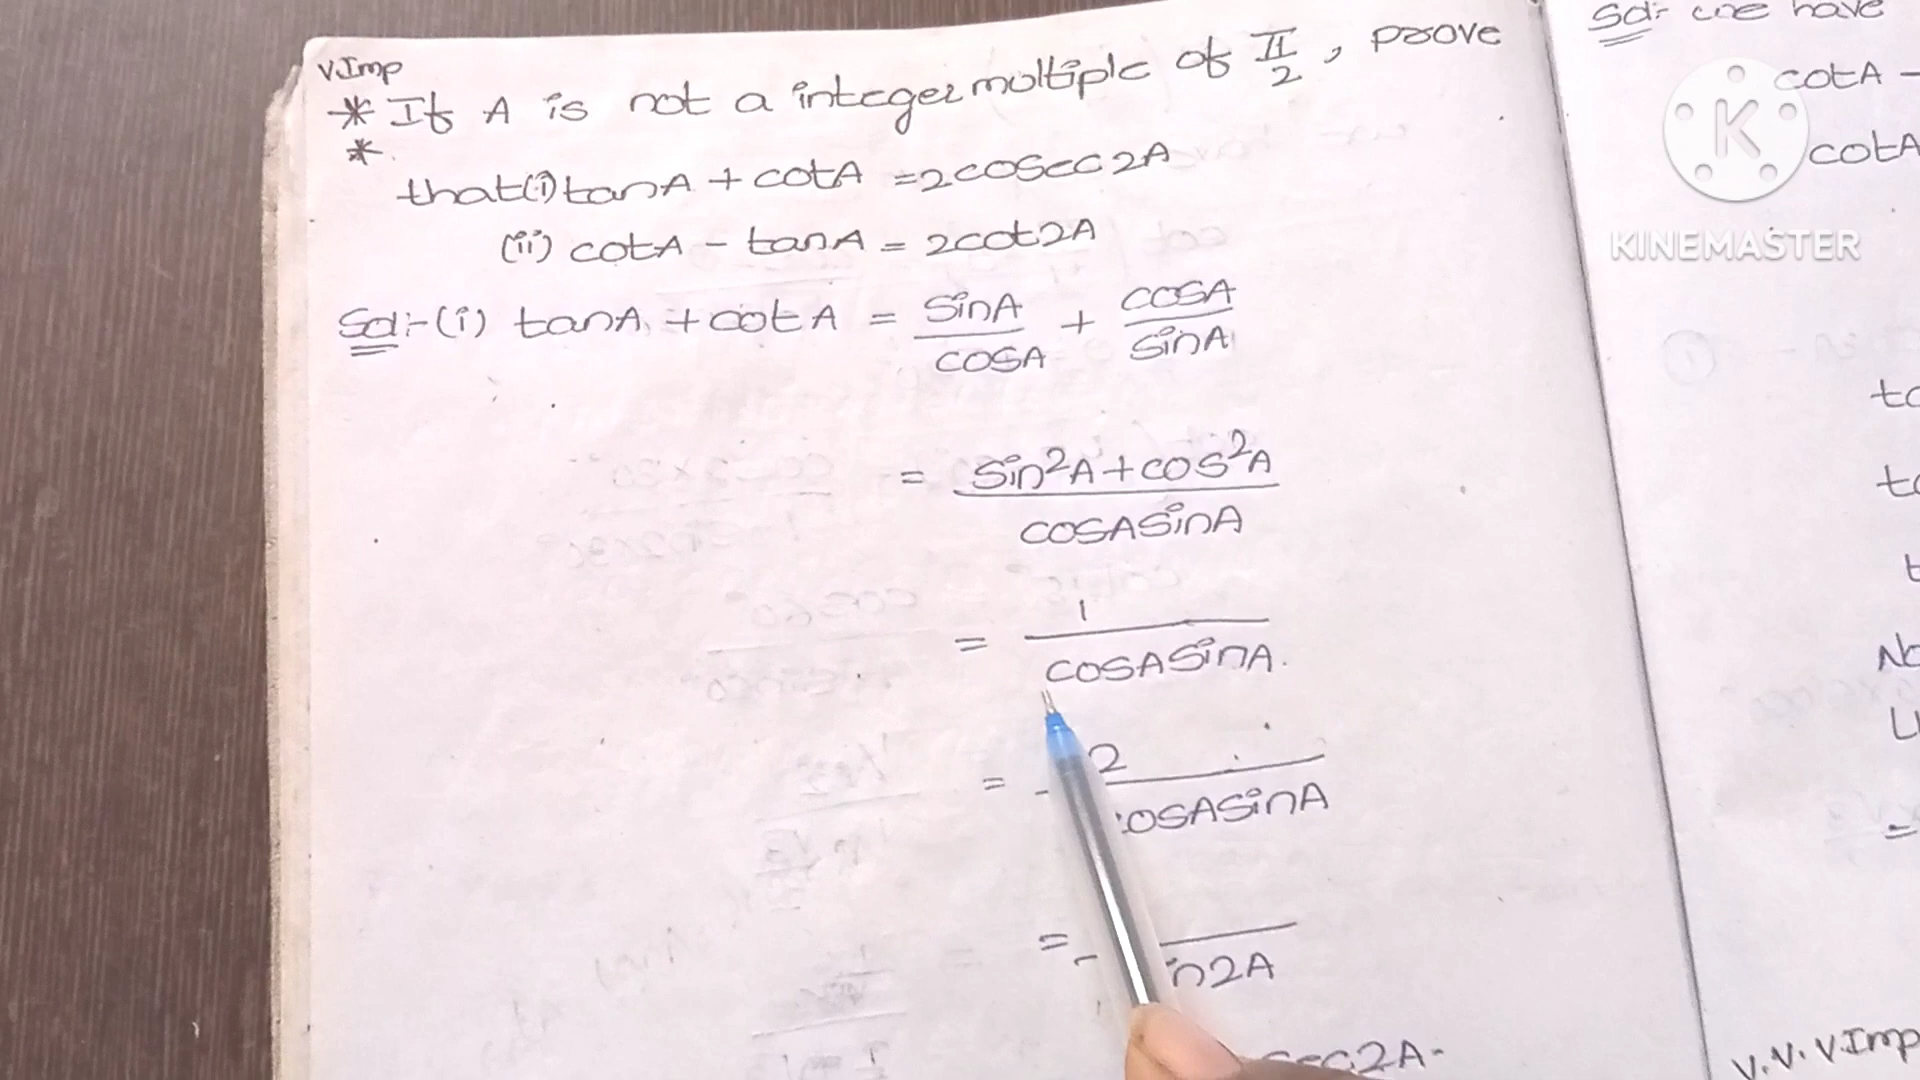 V.Imp
* If A is not a integer multiple of π/2, prove
*
that (i) tanA + cotA = 2cosec2A
(ii) cotA - tanA = 2cot2A
Sol:- (i) tanA + cotA = sinA/cosA + cosA/sinA
= sin²A + cos²A / cosAsinA
= 1 / cosAsinA.
= 2 / cosAsinA
= n2A
sec2A.
Sol:- we have
cotA -
cotA
KINEMASTER
V.V.V Imp